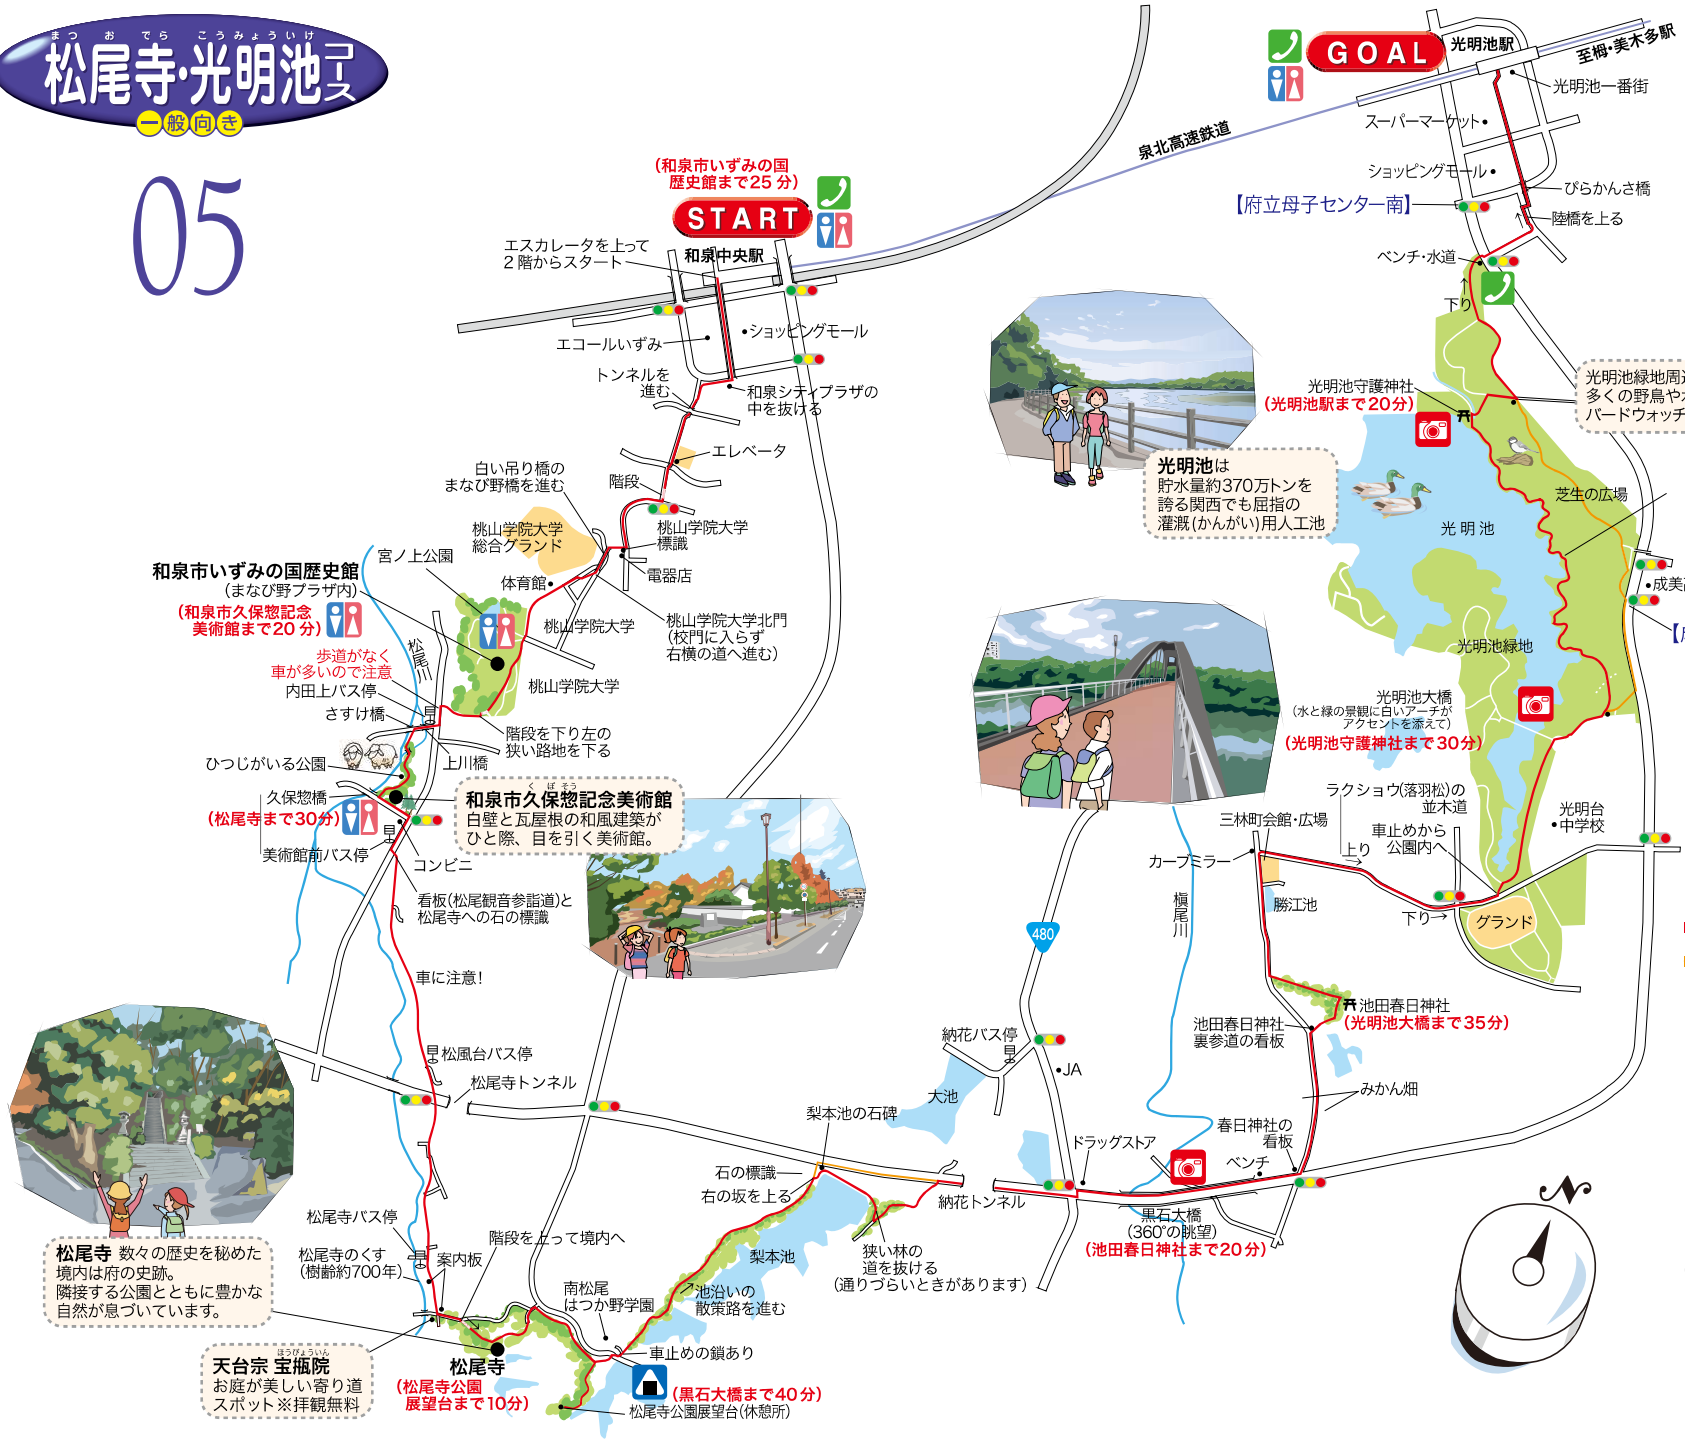 まつ お でら こうみょういけ
松尾寺・光明池コース
一般向き
05
GOAL
光明池駅
至栂・美木多駅
光明池一番街
スーパーマーケット
ショッピングモール
ぴらかんさ橋
【府立母子センター南】
陸橋を上る
ベンチ・水道
下り
泉北高速鉄道
(和泉市いずみの国
歴史館まで25分)
START
和泉中央駅
エスカレータを上って
2階からスタート
エコールいずみ
ショッピングモール
トンネルを
進む
和泉シティプラザの
中を抜ける
エレベータ
白い吊り橋の
まなび野橋を進む
階段
桃山学院大学
総合グランド
桃山学院大学
標識
電器店
宮ノ上公園
体育館
和泉市いずみの国歴史館
(まなび野プラザ内)
(和泉市久保惣記念
美術館まで20分)
桃山学院大学
桃山学院大学北門
(校門に入らず
右横の道へ進む)
桃山学院大学
松尾川
歩道がなく
車が多いので注意
内田上バス停
さすけ橋
階段を下り左の
狭い路地を下る
上川橋
ひつじがいる公園
久保惣橋
(松尾寺まで30分)
美術館前バス停
コンビニ
く ぼ そう
和泉市久保惣記念美術館
白壁と瓦屋根の和風建築が
ひと際、目を引く美術館。
看板(松尾観音参詣道)と
松尾寺への石の標識
車に注意!
松風台バス停
松尾寺トンネル
松尾寺バス停
松尾寺のくす
(樹齢約700年)
案内板
階段を上って境内へ
松尾寺 数々の歴史を秘めた
境内は府の史跡。
隣接する公園とともに豊かな
自然が息づいています。
ほうびょういん
天台宗 宝瓶院
お庭が美しい寄り道
スポット※拝観無料
松尾寺
(松尾寺公園
展望台まで10分)
南松尾
はつか野学園
車止めの鎖あり
(黒石大橋まで40分)
松尾寺公園展望台(休憩所)
池沿いの
散策路を進む
梨本池
梨本池の石碑
石の標識
右の坂を上る
狭い林の
道を抜ける
(通りづらいときがあります)
納花トンネル
大池
納花バス停
JA
480
ドラッグストア
黒石大橋
(360°の眺望)
(池田春日神社まで20分)
ベンチ
春日神社の
看板
みかん畑
池田春日神社
裏参道の看板
池田春日神社
(光明池大橋まで35分)
槇尾川
勝江池
カーブミラー
三林町会館・広場
上り
下り
ラクショウ(落羽松)の
並木道
車止めから
公園内へ
グランド
光明台
中学校
光明池大橋
(水と緑の景観に白いアーチが
アクセントを添えて)
(光明池守護神社まで30分)
光明池緑地
光明池
芝生の広場
光明池守護神社
(光明池駅まで20分)
光明池は
貯水量約370万トンを
誇る関西でも屈指の
灌漑(かんがい)用人工池
光明池緑地周
多くの野鳥や
バードウォッチ
成美